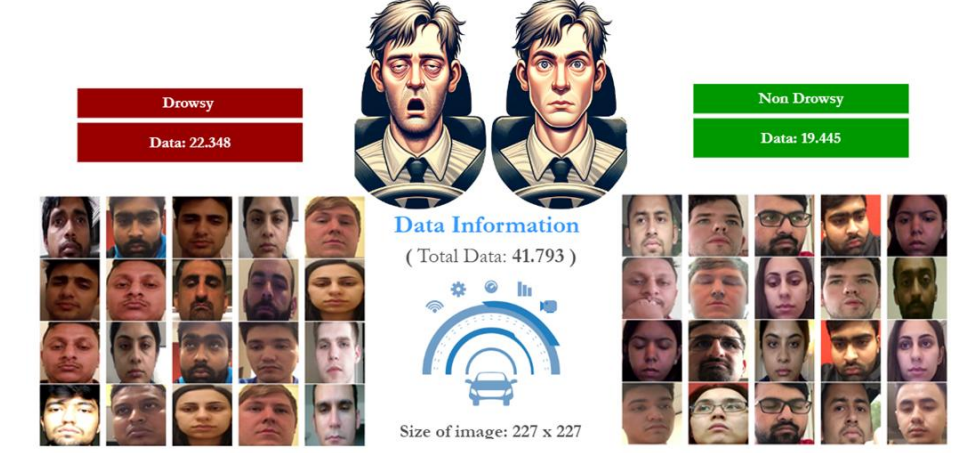 Drowsy
Data: 22.348
Non Drowsy
Data: 19.445
Data Information
( Total Data: 41.793 )
Size of image: 227 x 227